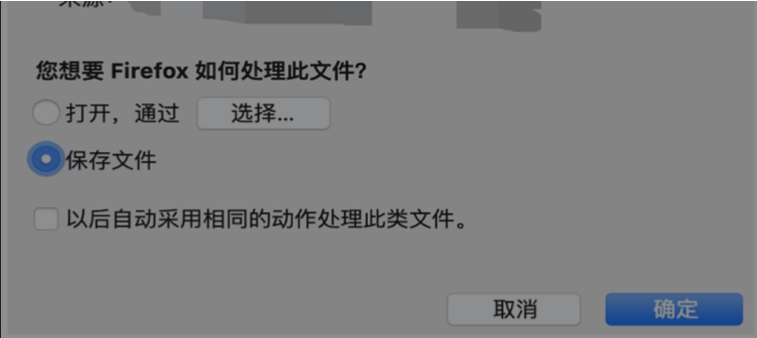 来源:
您想要 Firefox 如何处理此文件?
打开，通过 选择...
保存文件
以后自动采用相同的动作处理此类文件。
取消 确定